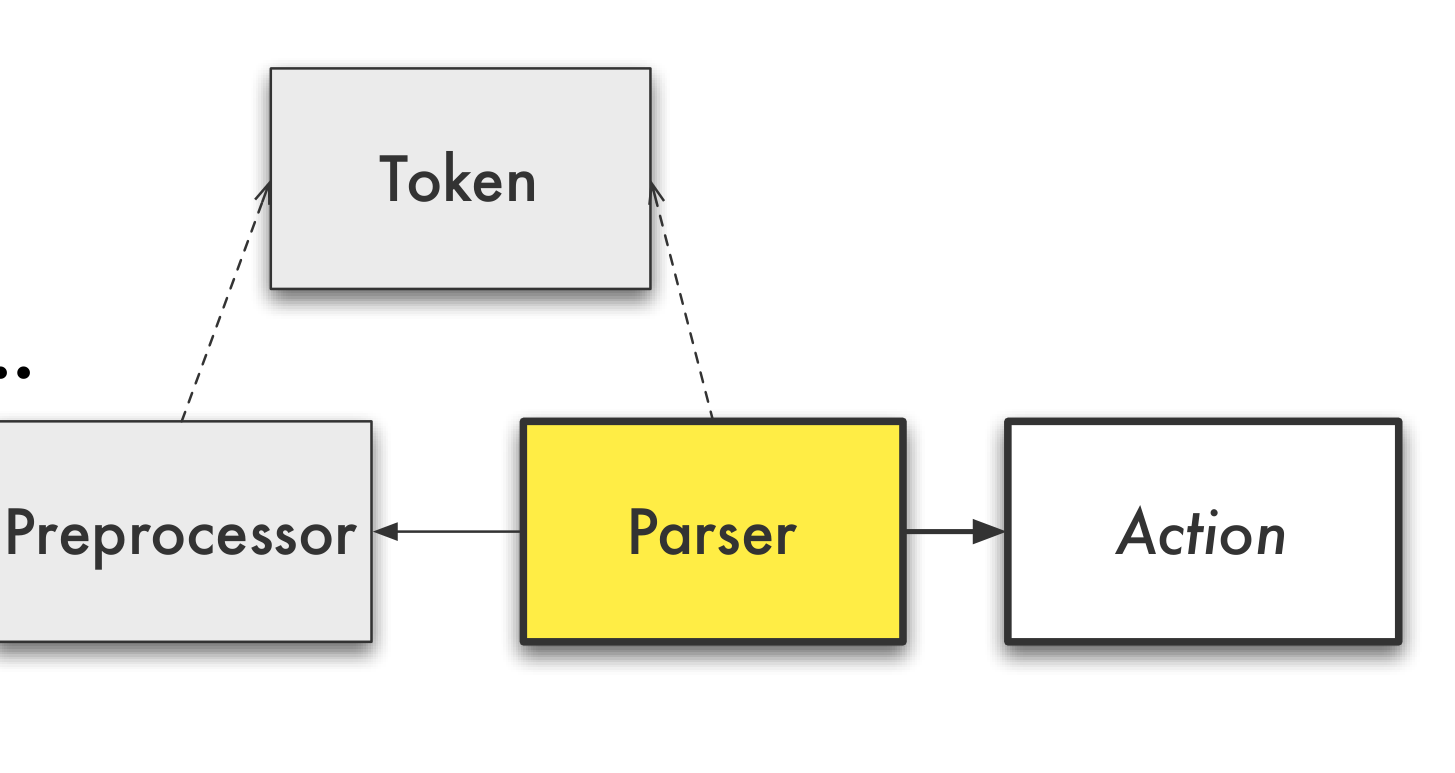 Token
..
Preprocessor
Parser
Action